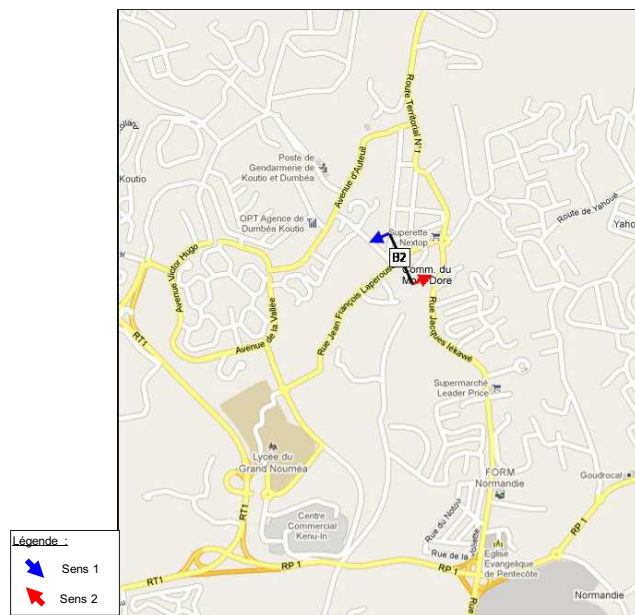 Route Territorial N°1
Koutio
Poste de
Gendarmerie de
Koutio et Dumbéa
Avenue d'Auteuil
Route de Yahoué
OPT Agence de
Dumbéa Koutio
Superette
Nextop
B2
Comm. du
Dore
Avenue Victor Hugo
Avenue de la Vallée
Rue Jean François Laperouse
Rue Jacques Iékawé
RT1
Supermarché
Leader Price
Lycée du
Grand Nouméa
FORM
Normandie
Goudrocal
RT1
Centre
Commercial
Kenu-In
Rue du Notou
Rue de la
RP 1
RP 1
RP 1
RT1
Eglise
Evangelique
de Pentecôte
Normandie
Rue
Légende :
Sens 1
Sens 2